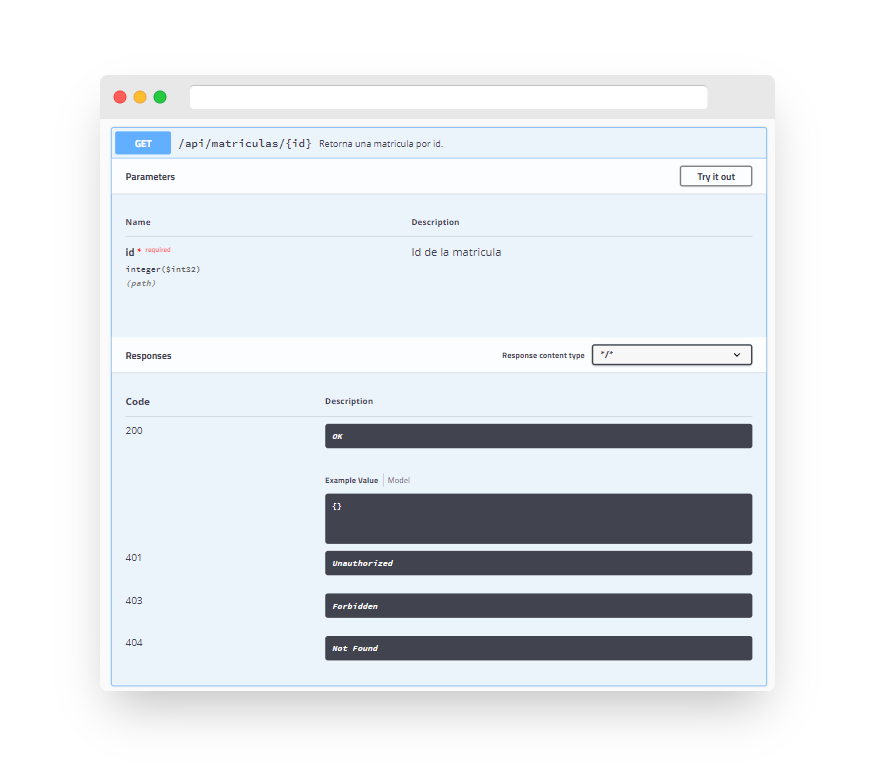 GET /api/matriculas/{id} Retorna una matricula por id.
Parameters Try it out
Name Description
id * required Id de la matricula
integer($int32)
(path)
Responses Response content type */*
Code Description
200 OK
Example Value Model
{}
401 Unauthorized
403 Forbidden
404 Not Found